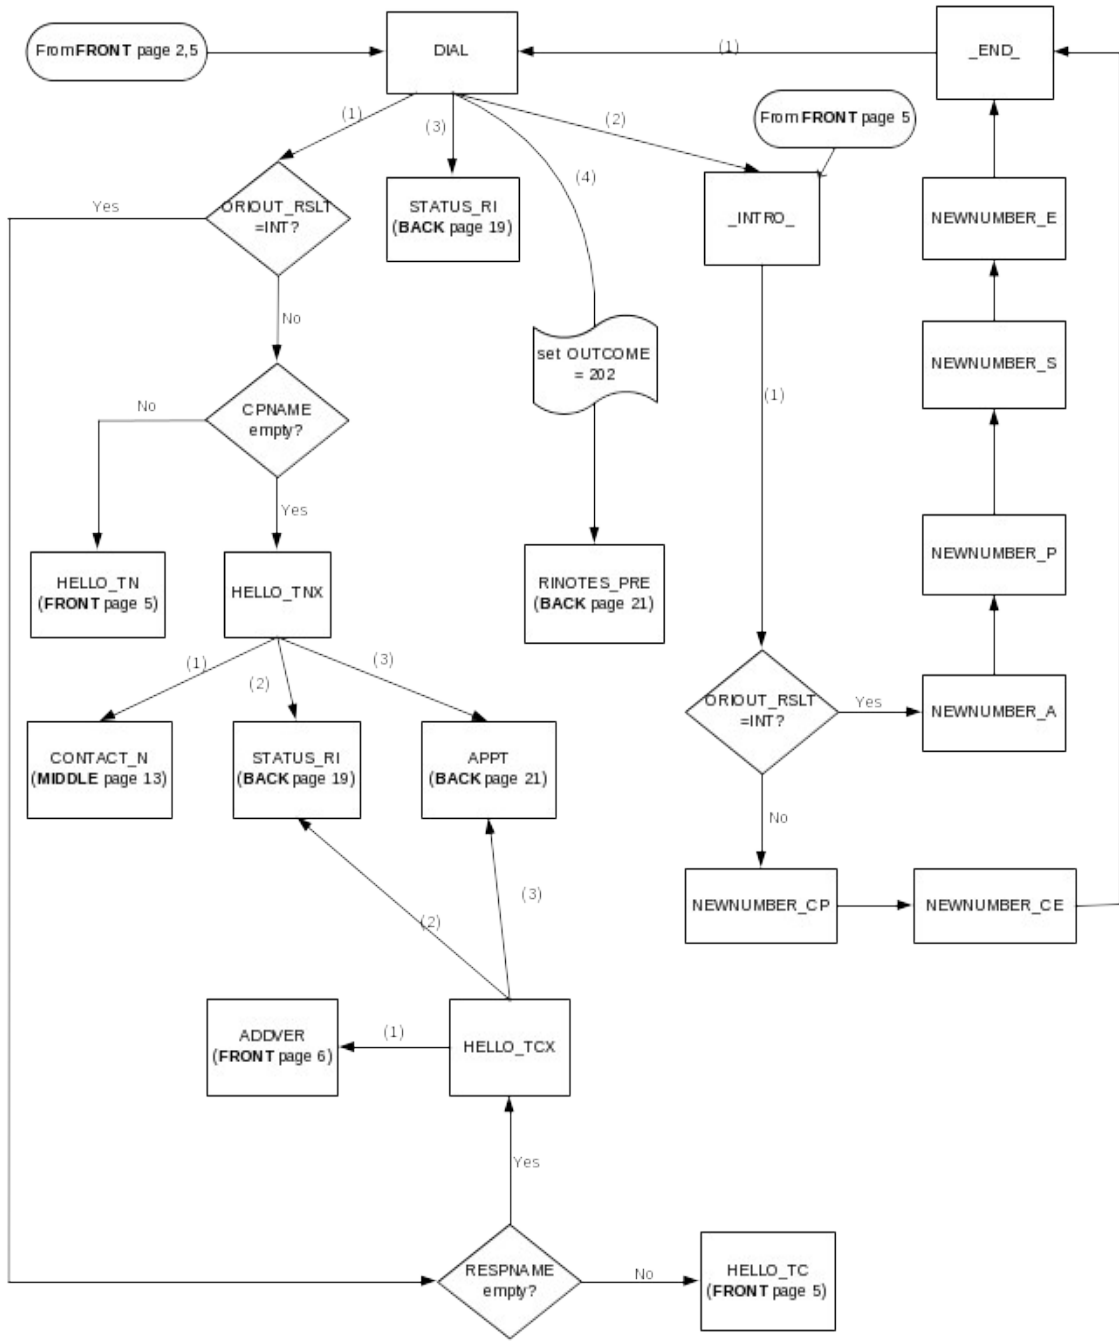 From FRONT page 2,5
DIAL
(1)
_END_
(1)
(3)
(2)
From FRONT page 5
(4)
Yes
ORIOUT_RSLT
=INT?
STATUS_RI
(BACK page 19)
_INTRO_
NEWNUMBER_E
No
set OUTCOME
= 202
NEWNUMBER_S
(1)
No
CPNAME
empty?
Yes
HELLO_TN
(FRONT page 5)
HELLO_TNX
RINOTES_PRE
(BACK page 21)
NEWNUMBER_P
(1)
(2)
(3)
ORIOUT_RSLT
=INT?
Yes
NEWNUMBER_A
CONTACT_N
(MIDDLE page 13)
STATUS_RI
(BACK page 19)
APPT
(BACK page 21)
No
(2)
(3)
NEWNUMBER_CP
NEWNUMBER_CE
ADDVER
(FRONT page 6)
(1)
HELLO_TCX
Yes
RESPNAME
empty?
No
HELLO_TC
(FRONT page 5)